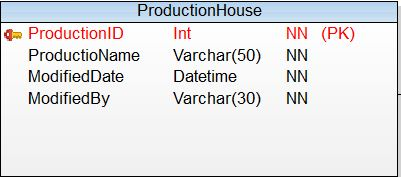 ProductionHouse
ProductionID Int NN (PK)
ProductioName Varchar(50) NN
ModifiedDate Datetime NN
ModifiedBy Varchar(30) NN